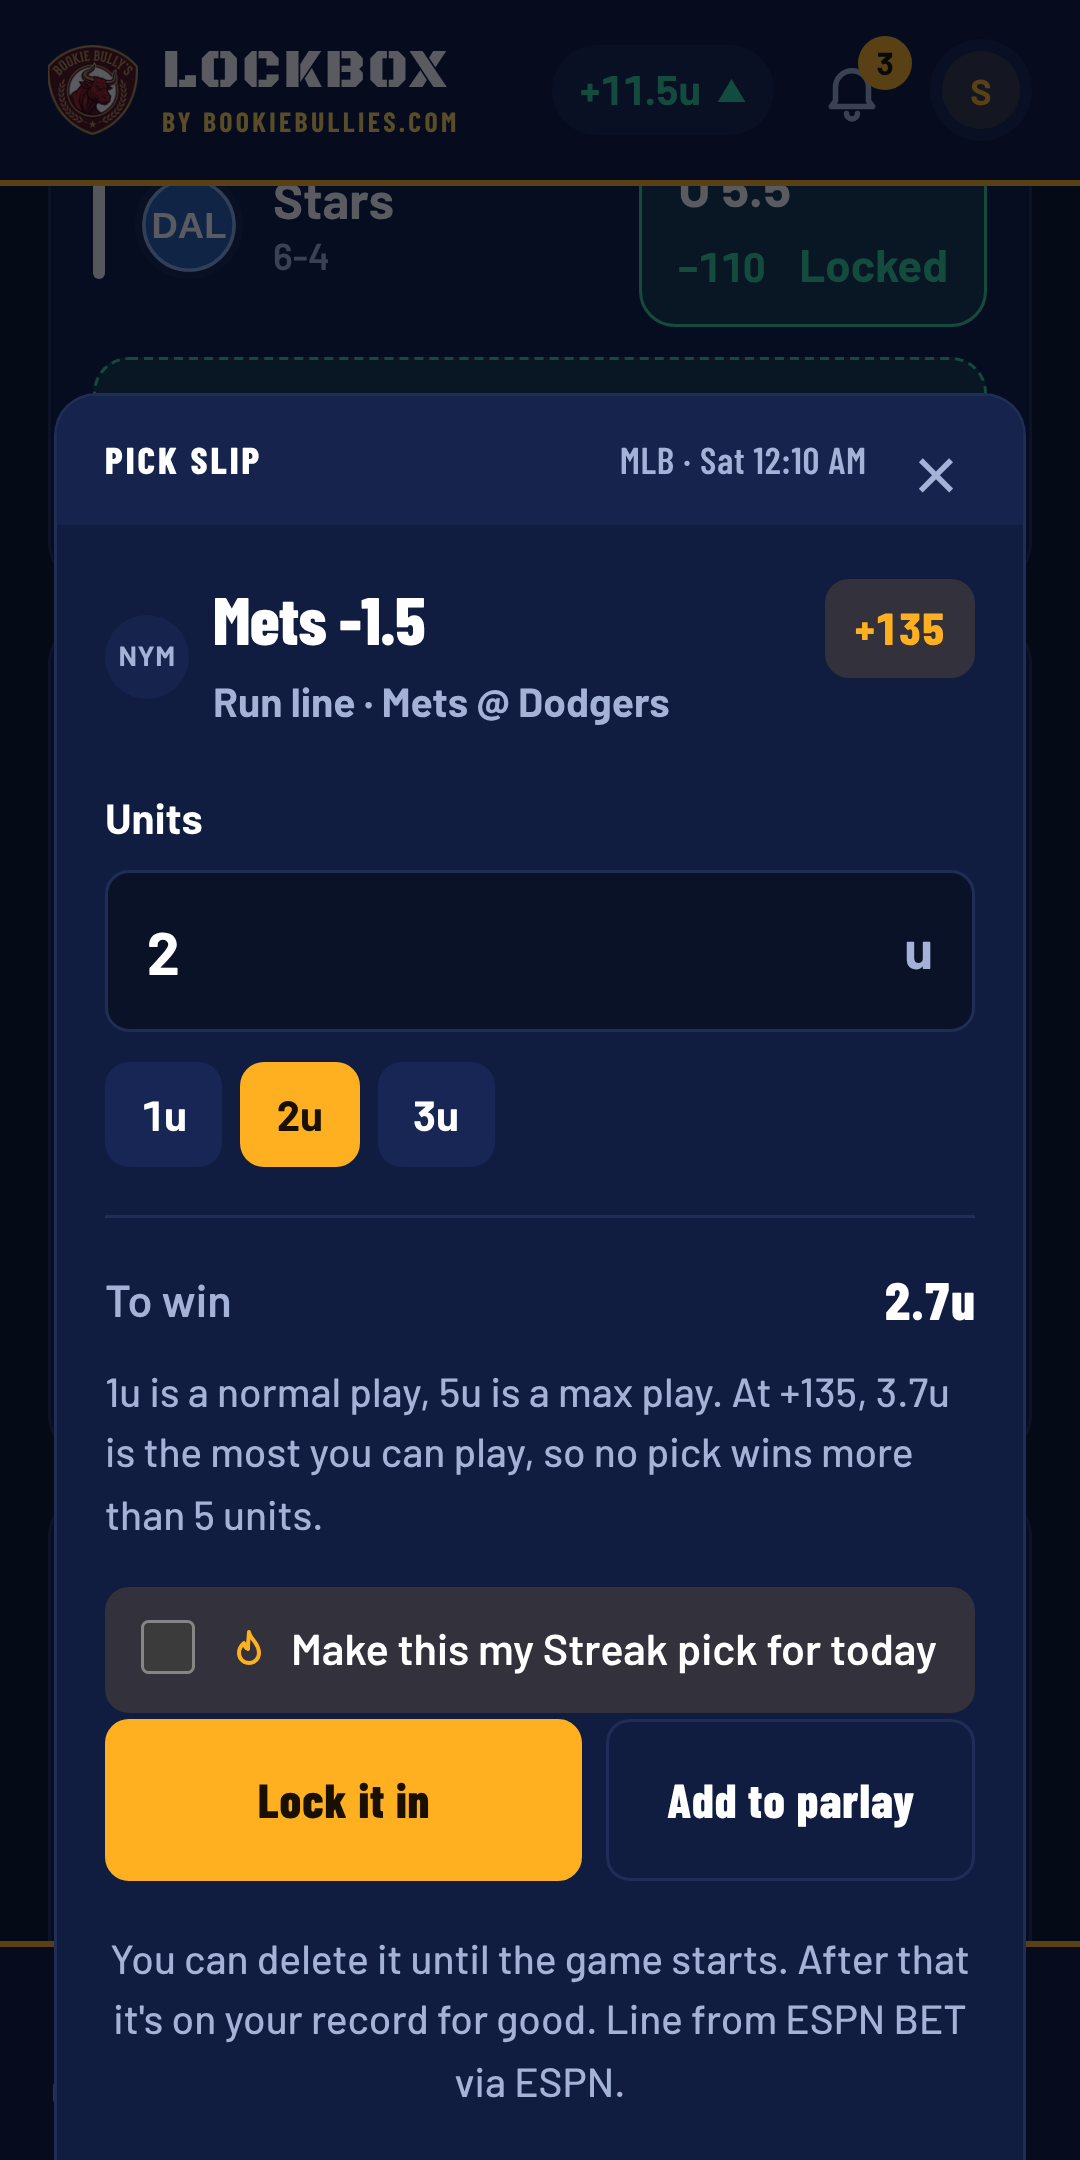 BOOKIE BULLY'S
LOCKBOX
BY BOOKIEBULLIES.COM
+11.5u ▲
3
S
DAL
Stars
6-4
U 5.5
-110 Locked
PICK SLIP
MLB · Sat 12:10 AM
NYM
Mets -1.5
Run line · Mets @ Dodgers
+135
Units
2
u
1u
2u
3u
To win
2.7u
1u is a normal play, 5u is a max play. At +135, 3.7u
is the most you can play, so no pick wins more
than 5 units.
Make this my Streak pick for today
Lock it in
Add to parlay
You can delete it until the game starts. After that
it's on your record for good. Line from ESPN BET
via ESPN.